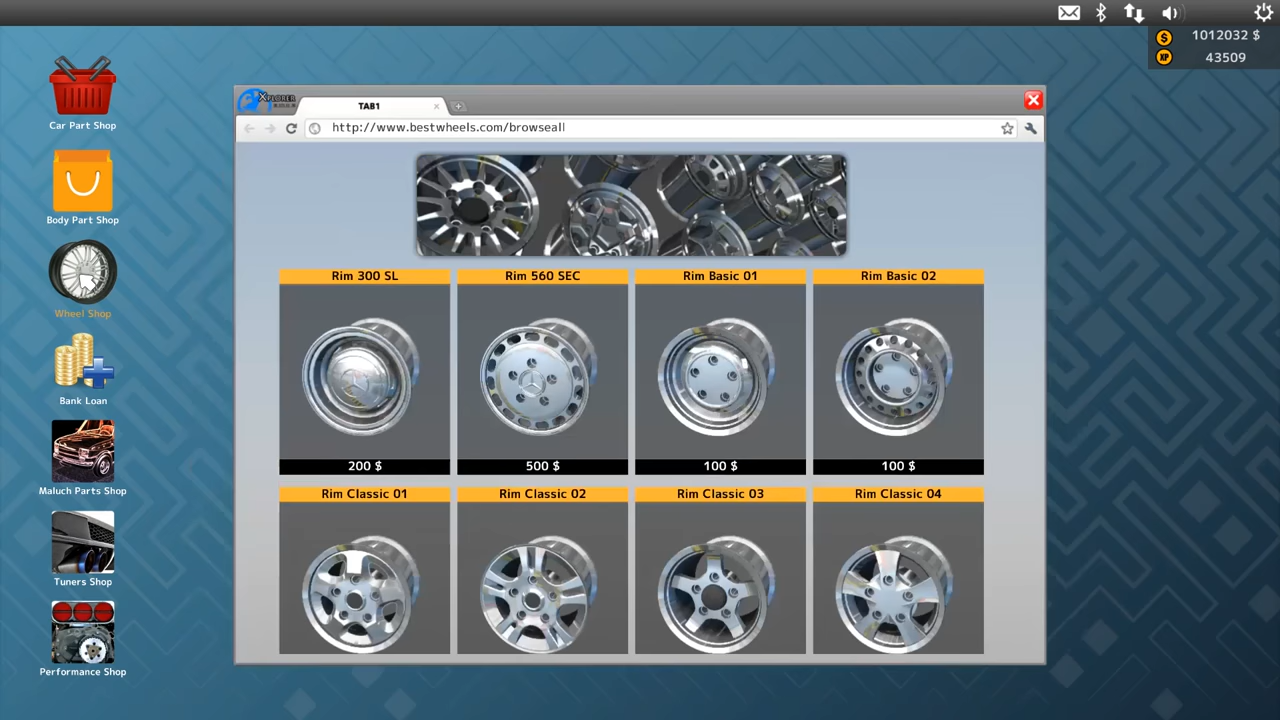 1012032 $
43509
Car Part Shop
Body Part Shop
Wheel Shop
Bank Loan
Maluch Parts Shop
Tuners Shop
Performance Shop
XPLORER
TAB1
http://www.bestwheels.com/browseall
Rim 300 SL
Rim 560 SEC
Rim Basic 01
Rim Basic 02
200 $
500 $
100 $
100 $
Rim Classic 01
Rim Classic 02
Rim Classic 03
Rim Classic 04